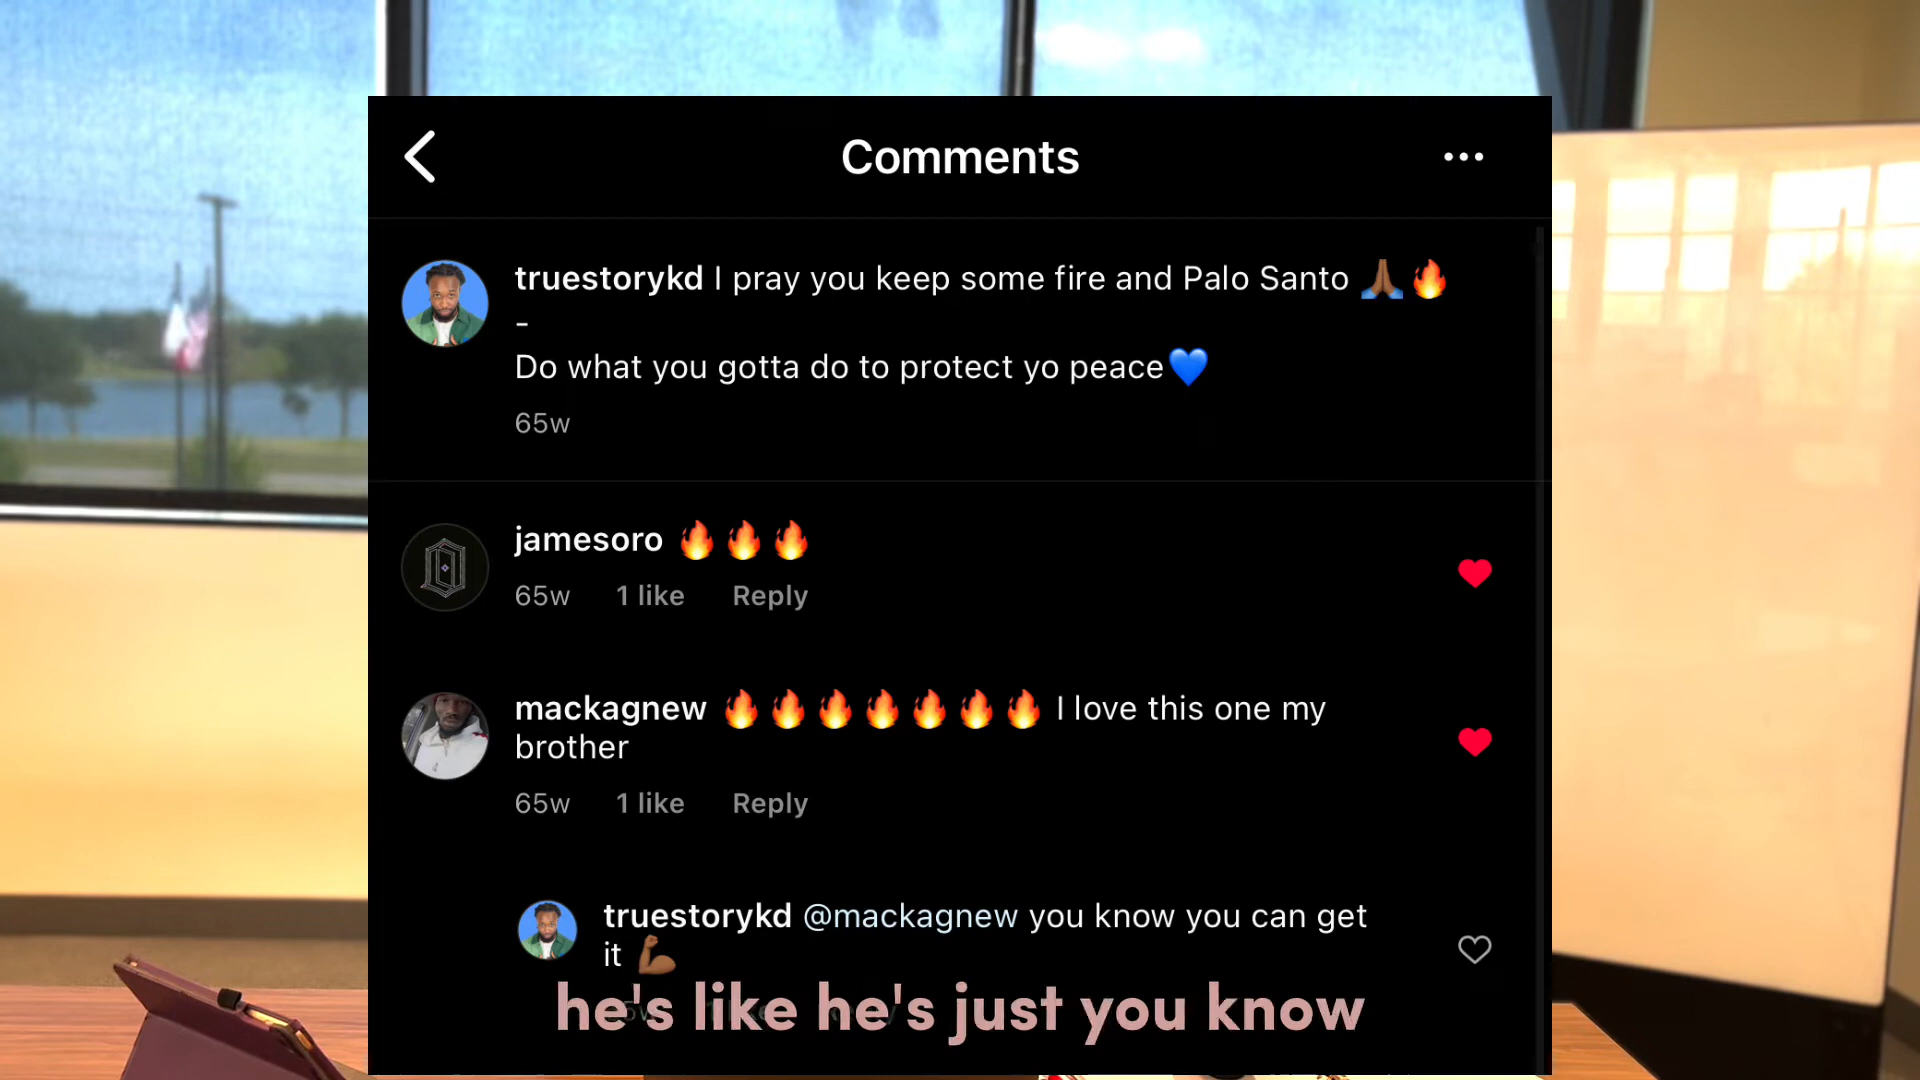 Comments
truestorykd I pray you keep some fire and Palo Santo 🙏🏾🔥
-
Do what you gotta do to protect yo peace💙
65w
jamesoro 🔥🔥🔥
65w 1 like Reply
mackagnew 🔥🔥🔥🔥🔥🔥🔥 I love this one my
brother
65w 1 like Reply
truestorykd @mackagnew you know you can get
it 💪🏾
he's like he's just you know